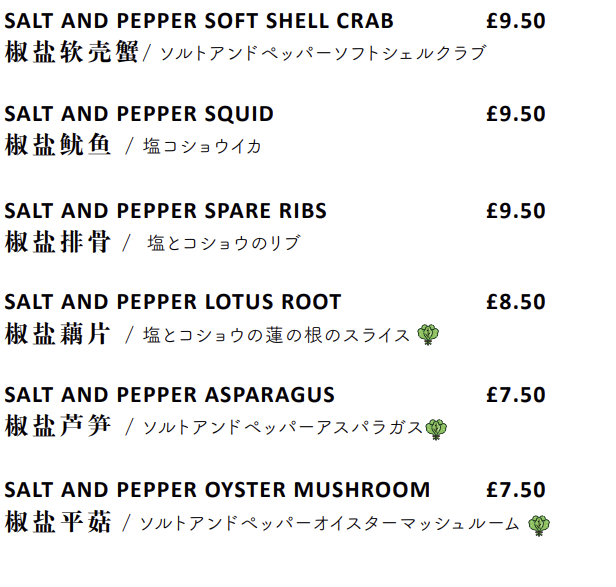 SALT AND PEPPER SOFT SHELL CRAB £9.50
椒盐软壳蟹/ ソルトアンドペッパーソフトシェルクラブ
SALT AND PEPPER SQUID £9.50
椒盐鱿鱼 / 塩コショウイカ
SALT AND PEPPER SPARE RIBS £9.50
椒盐排骨 / 塩とコショウのリブ
SALT AND PEPPER LOTUS ROOT £8.50
椒盐藕片 / 塩とコショウの蓮の根のスライス
SALT AND PEPPER ASPARAGUS £7.50
椒盐芦笋 / ソルトアンドペッパーアスパラガス
SALT AND PEPPER OYSTER MUSHROOM £7.50
椒盐平菇 / ソルトアンドペッパーオイスターマッシュルーム